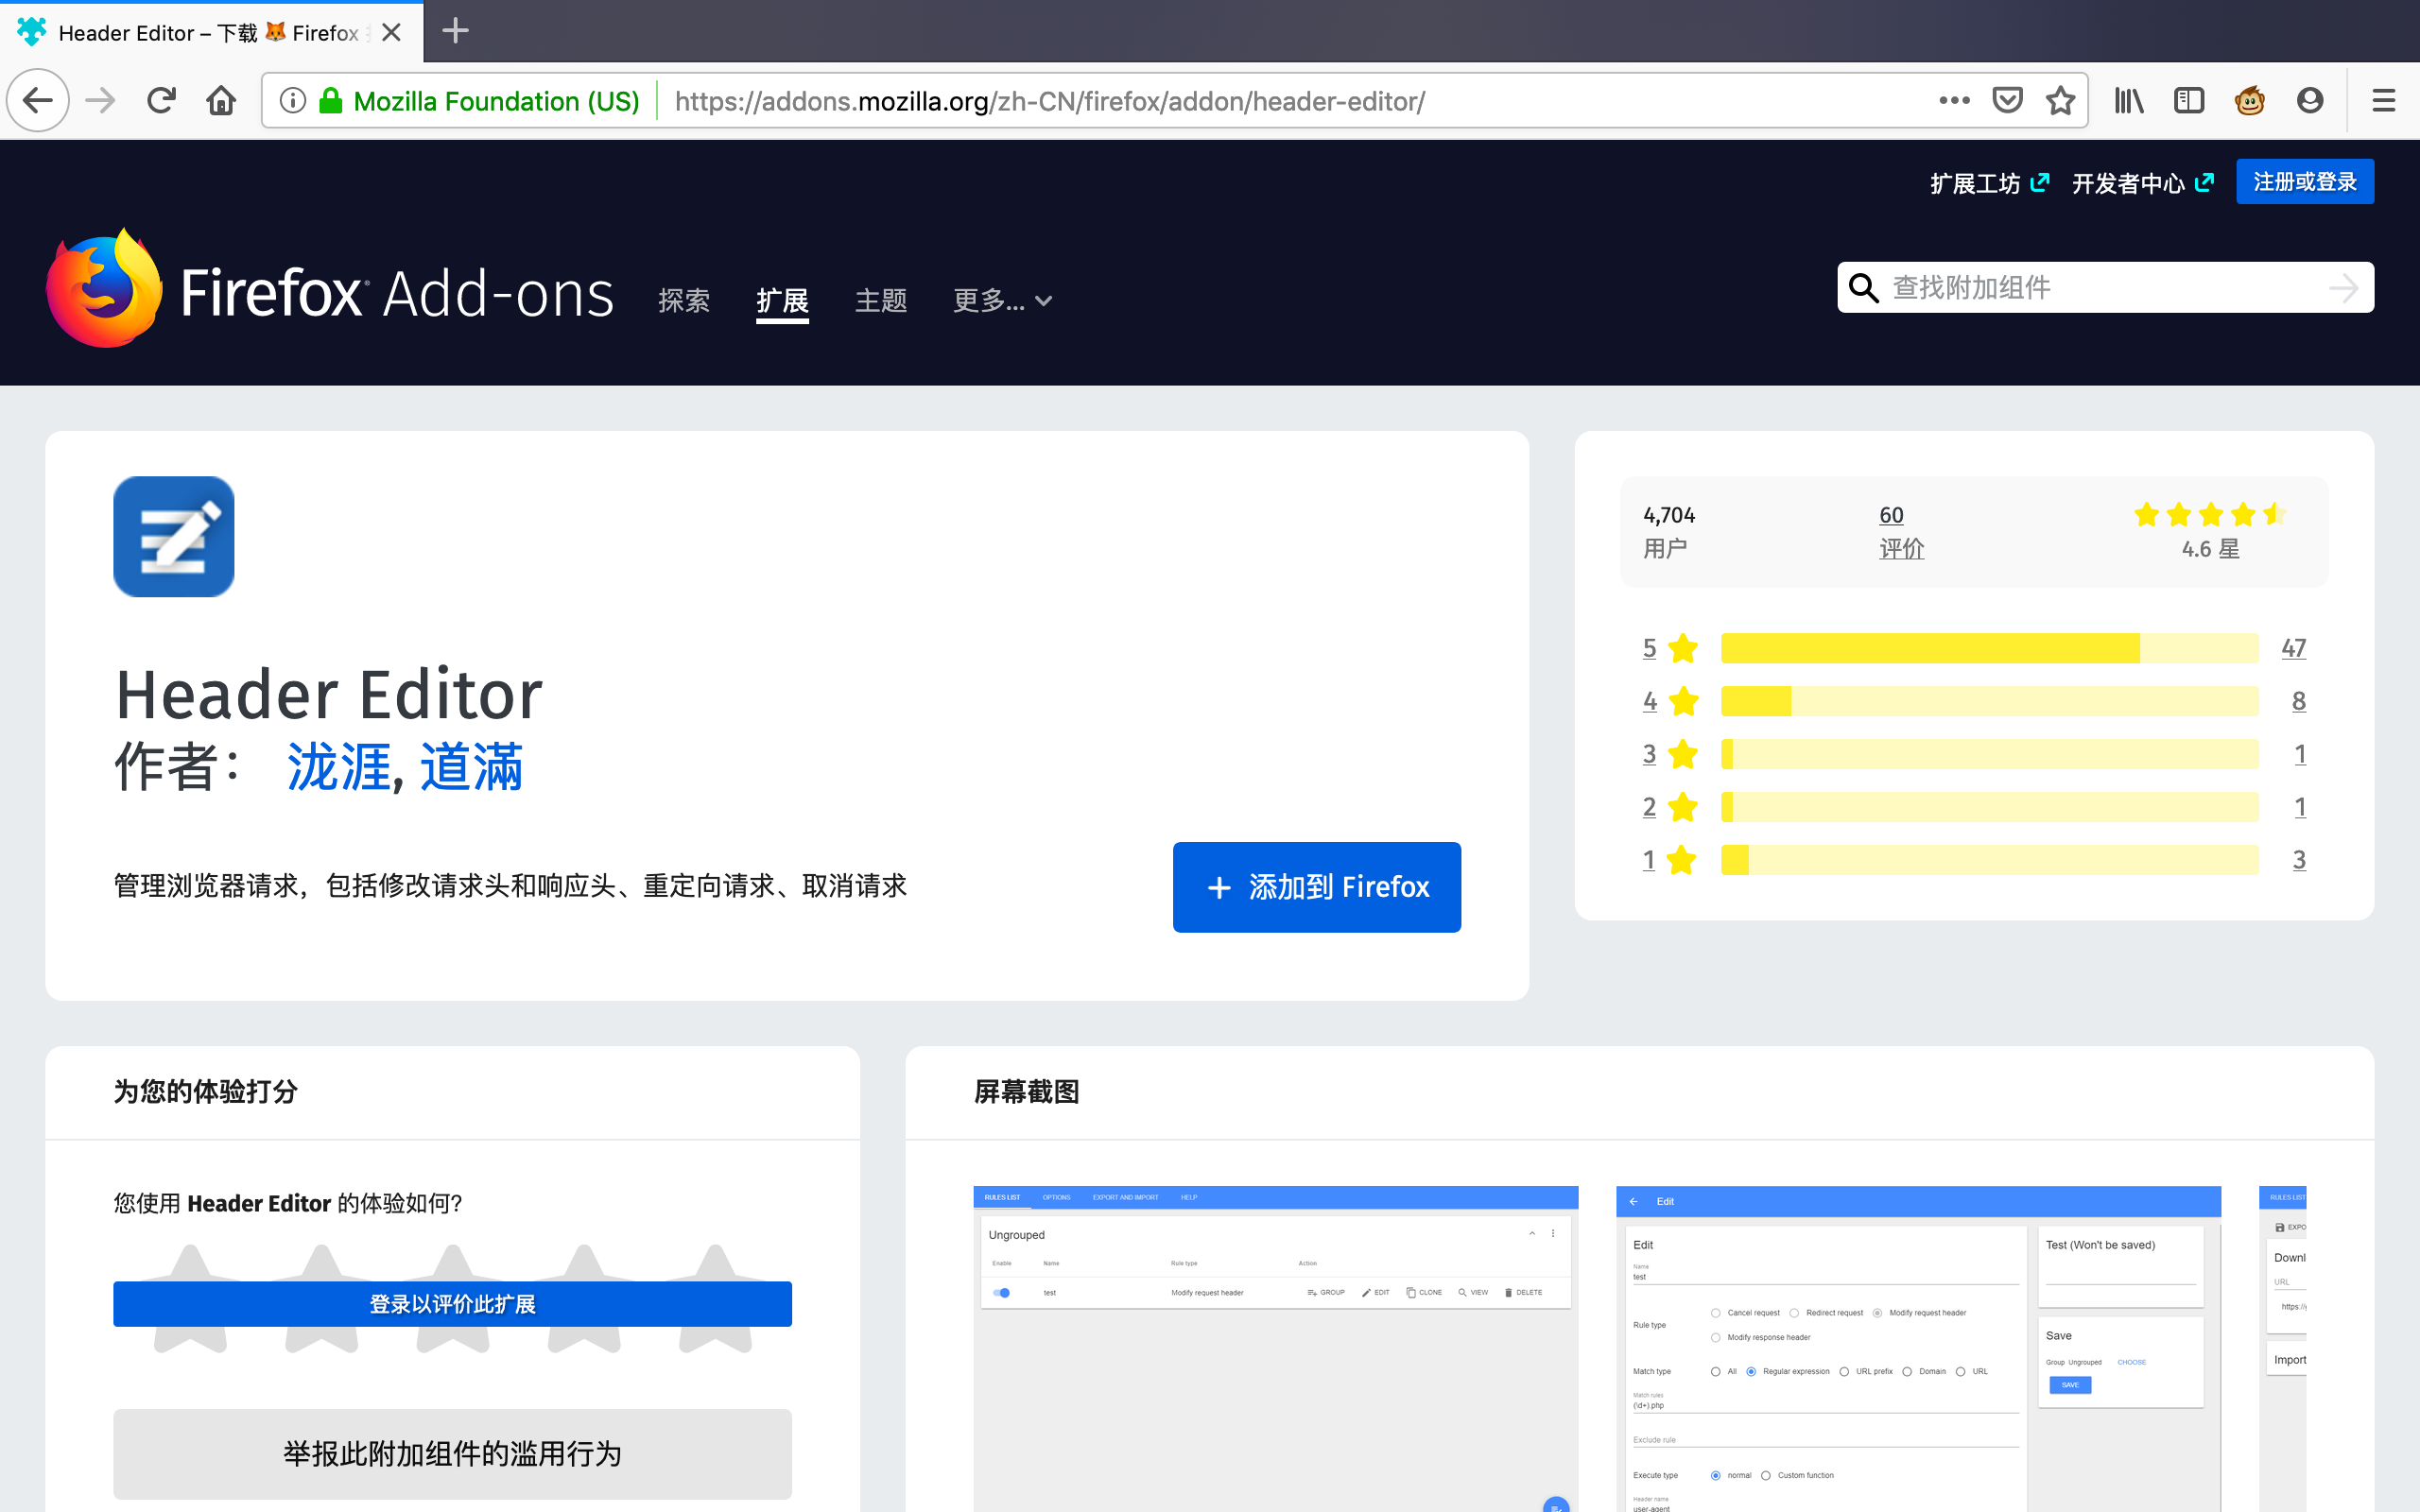 Header Editor – 下载 🦊 Firefox
Mozilla Foundation (US)
https://addons.mozilla.org/zh-CN/firefox/addon/header-editor/
扩展工坊
开发者中心
注册或登录
Firefox Add-ons
探索
扩展
主题
更多...
查找附加组件
Header Editor
作者： 泷涯, 道滿
管理浏览器请求，包括修改请求头和响应头、重定向请求、取消请求
+ 添加到 Firefox
4,704
用户
60
评价
4.6 星
5 47
4 8
3 1
2 1
1 3
为您的体验打分
您使用 Header Editor 的体验如何？
登录以评价此扩展
举报此附加组件的滥用行为
屏幕截图
RULES LIST OPTIONS EXPORT AND IMPORT HELP
Ungrouped
Enable Name Rule type Action
test Modify request header GROUP EDIT CLONE VIEW DELETE
Edit
Edit
Name
test
Rule type Cancel request Redirect request Modify request header
Modify response header
Match type All Regular expression URL prefix Domain URL
Match rules
(\d+).php
Exclude rule
Execute type normal Custom function
Header name
user-agent
Test (Won't be saved)
Save
Group Ungrouped CHOOSE
SAVE
RULES LIST
EXPO
Downl
URL
https://
Import